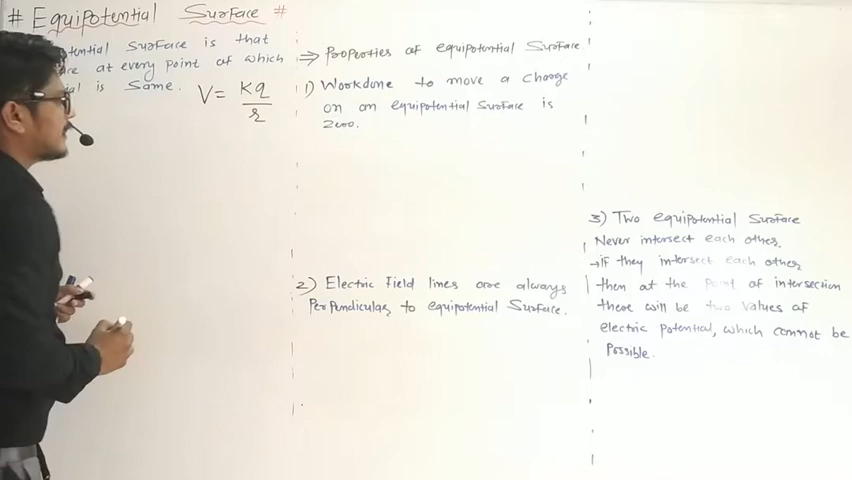 # Equipotential Surface #
tential Surface is that
ce at every point of which
is Same.
V = Kq
r
⇒ Properties of equipotential Surface
1) Workdone to move a charge
on an equipotential Surface is
Zero.
2) Electric Field lines are always
Perpendicular to equipotential Surface.
3) Two equipotential Surface
Never intersect each other.
→ if they intersect each other
then at the point of intersection
there will be two values of
electric potential, which cannot be
Possible.